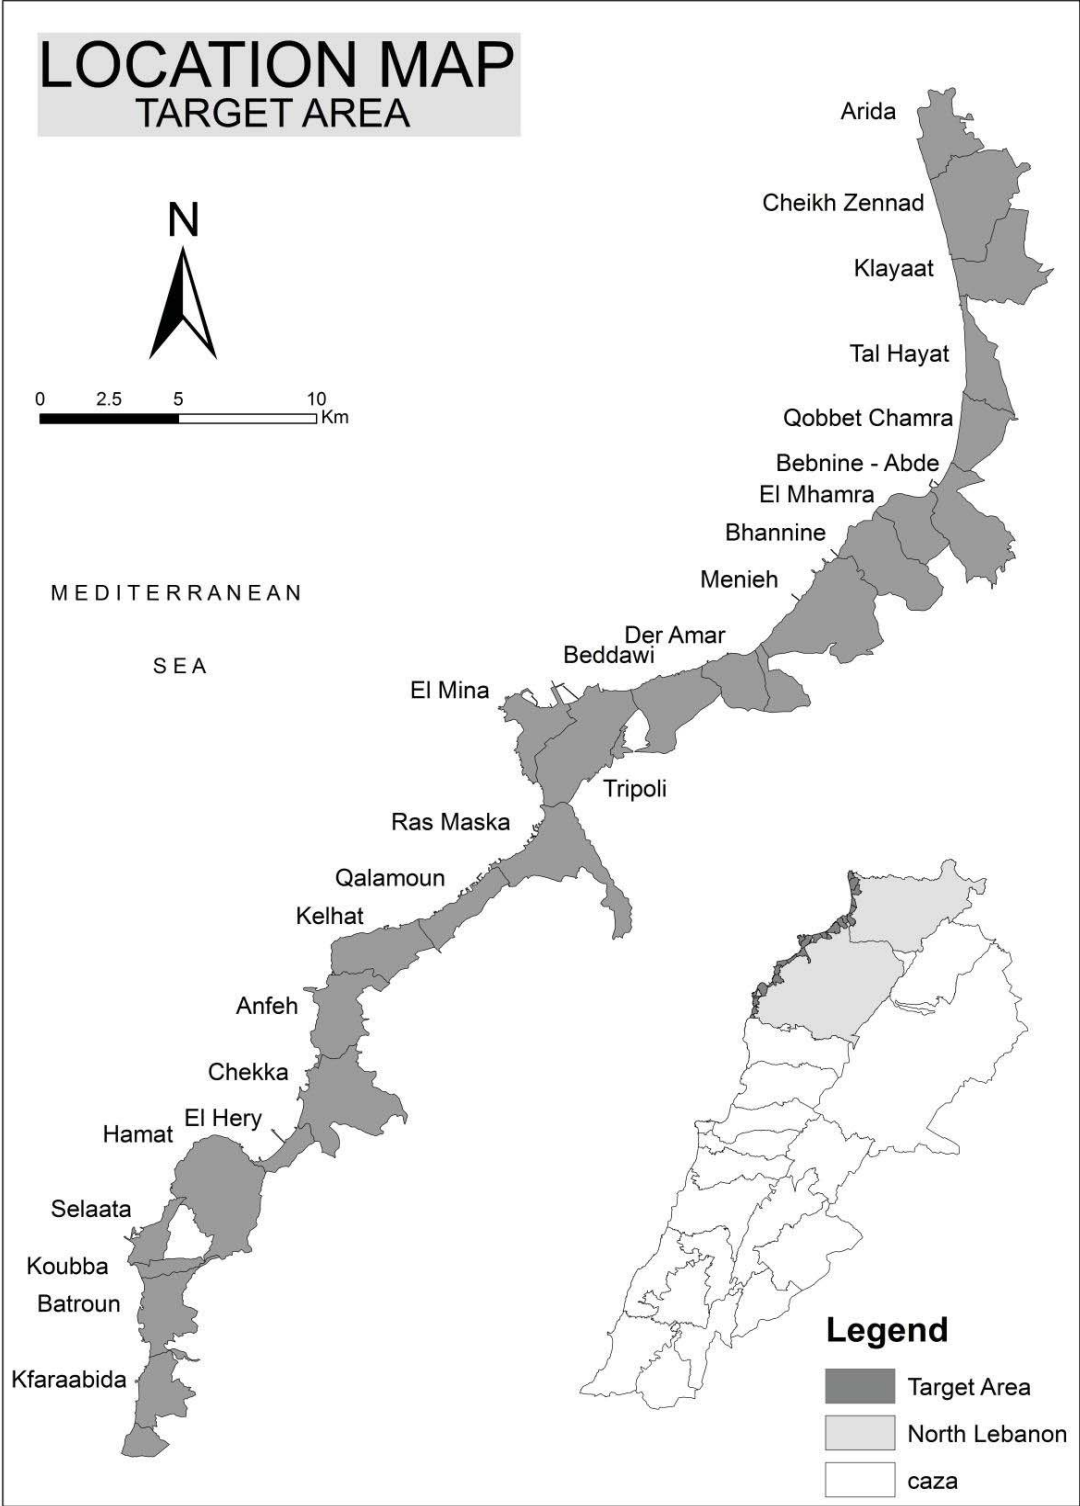 LOCATION MAP
TARGET AREA
N
0 2.5 5 10
Km
Arida
Cheikh Zennad
Klayaat
Tal Hayat
Qobbet Chamra
Bebnine - Abde
El Mhamra
Bhannine
Menieh
MEDITERRANEAN
SEA
Der Amar
Beddawi
El Mina
Tripoli
Ras Maska
Qalamoun
Kelhat
Anfeh
Chekka
El Hery
Hamat
Selaata
Koubba
Batroun
Kfaraabida
Legend
Target Area
North Lebanon
caza